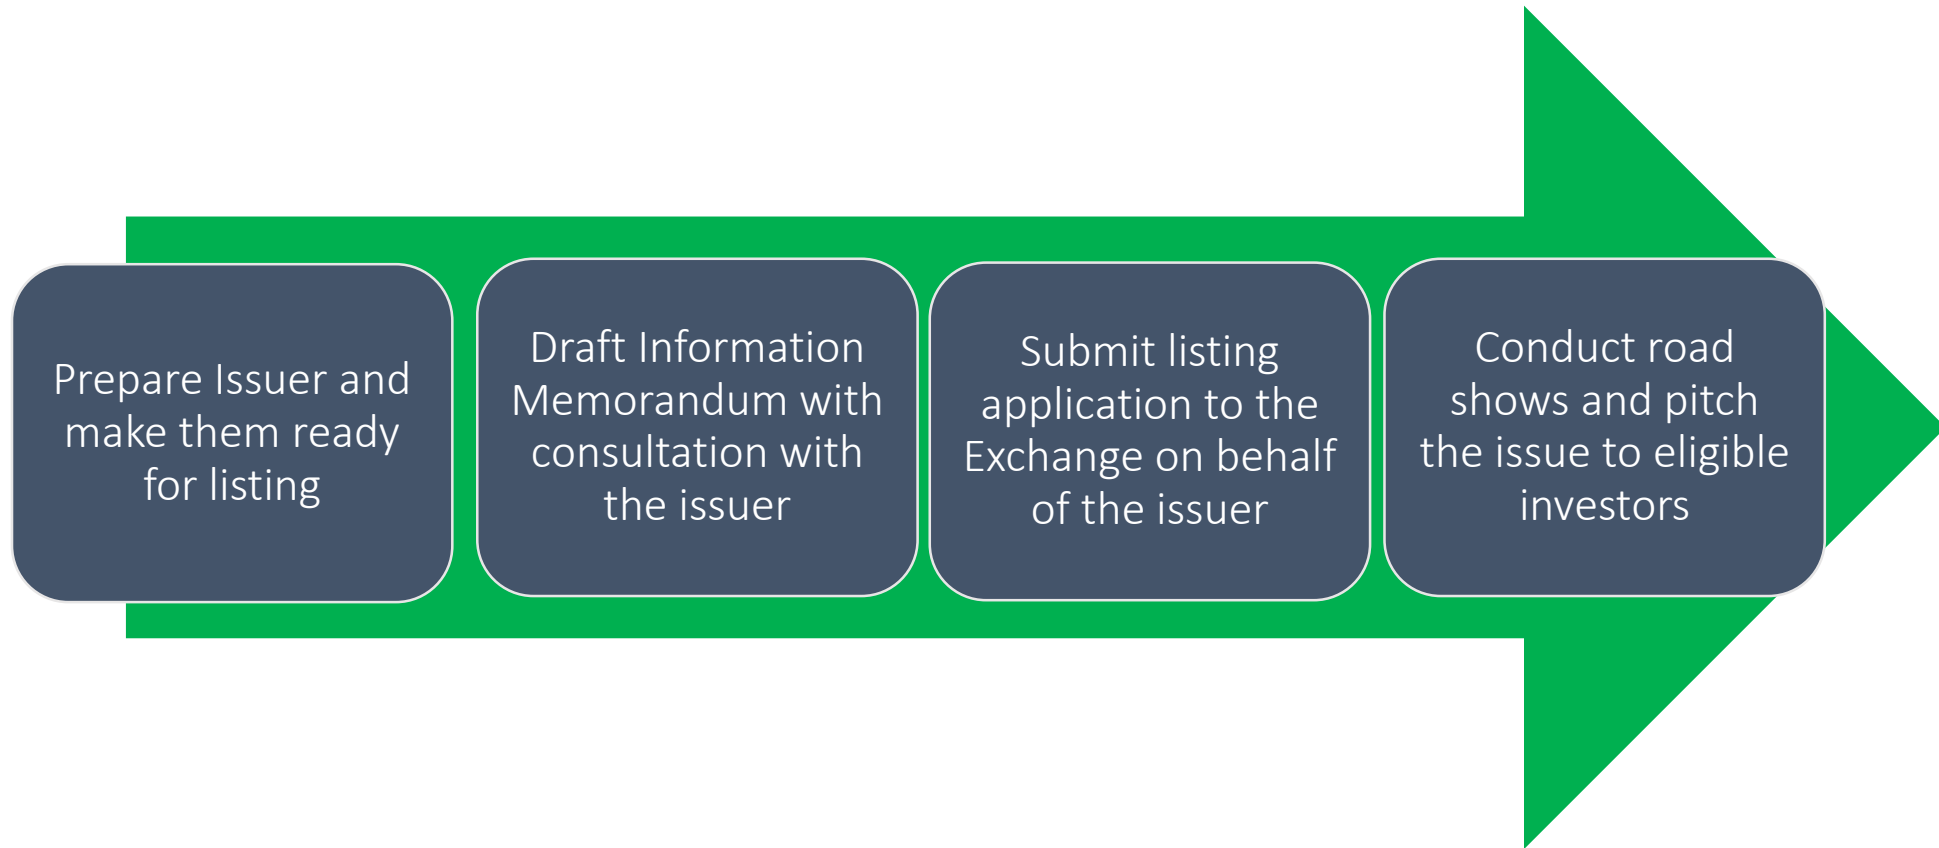 Prepare Issuer and
make them ready
for listing
Draft Information
Memorandum with
consultation with
the issuer
Submit listing
application to the
Exchange on behalf
of the issuer
Conduct road
shows and pitch
the issue to eligible
investors